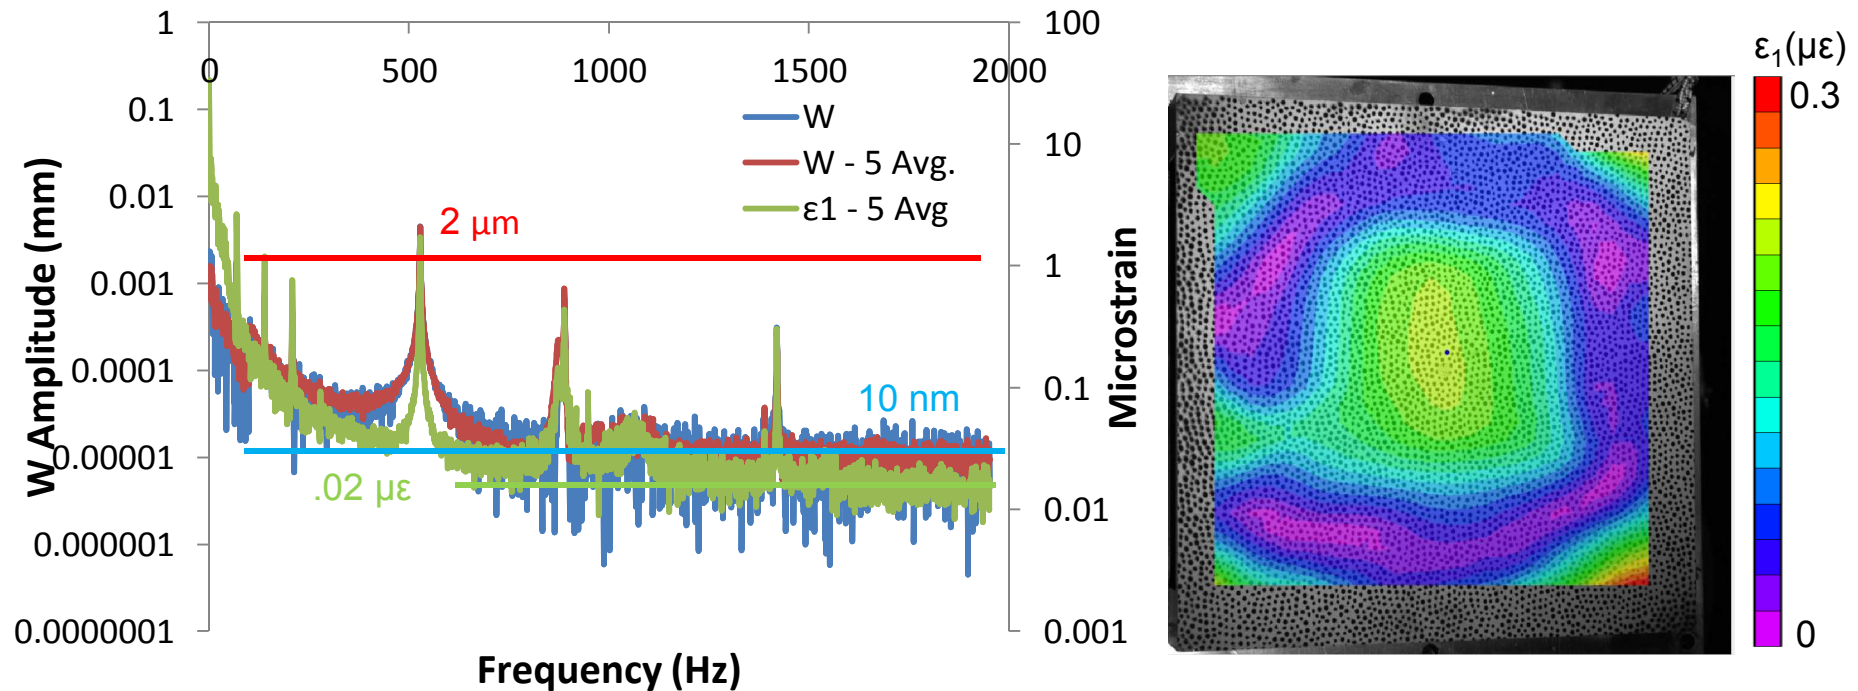 1
0.1
0.01
0.001
0.0001
0.00001
0.000001
0.0000001
W Amplitude (mm)
0
500
1000
1500
2000
Frequency (Hz)
100
10
1
0.1
0.01
0.001
Microstrain
W
W - 5 Avg.
ε1 - 5 Avg
2 µm
10 nm
.02 µε
ε₁(µε)
0.3
0